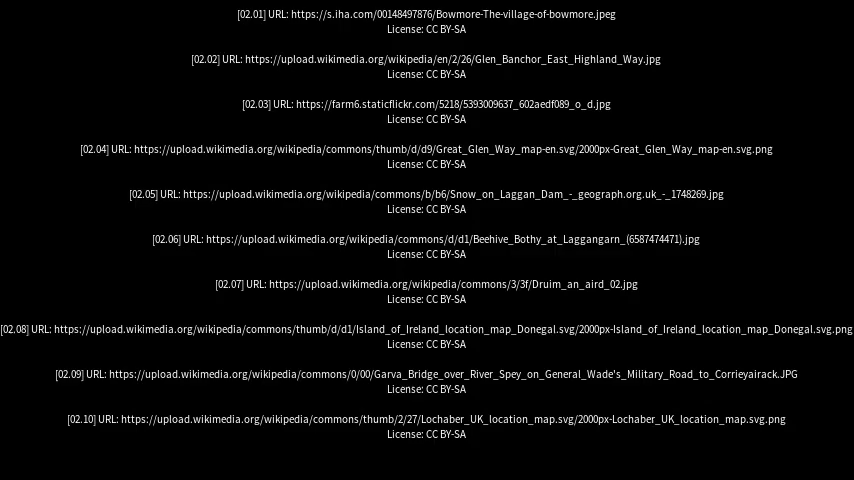 [02.01] URL: https://s.iha.com/00148497876/Bowmore-The-village-of-bowmore.jpeg
License: CC BY-SA
[02.02] URL: https://upload.wikimedia.org/wikipedia/en/2/26/Glen_Banchor_East_Highland_Way.jpg
License: CC BY-SA
[02.03] URL: https://farm6.staticflickr.com/5218/5393009637_602aedf089_o_d.jpg
License: CC BY-SA
[02.04] URL: https://upload.wikimedia.org/wikipedia/commons/thumb/d/d9/Great_Glen_Way_map-en.svg/2000px-Great_Glen_Way_map-en.svg.png
License: CC BY-SA
[02.05] URL: https://upload.wikimedia.org/wikipedia/commons/b/b6/Snow_on_Laggan_Dam_-_geograph.org.uk_-_1748269.jpg
License: CC BY-SA
[02.06] URL: https://upload.wikimedia.org/wikipedia/commons/d/d1/Beehive_Bothy_at_Laggangarn_(6587474471).jpg
License: CC BY-SA
[02.07] URL: https://upload.wikimedia.org/wikipedia/commons/3/3f/Druim_an_aird_02.jpg
License: CC BY-SA
[02.08] URL: https://upload.wikimedia.org/wikipedia/commons/thumb/d/d1/Island_of_Ireland_location_map_Donegal.svg/2000px-Island_of_Ireland_location_map_Donegal.svg.png
License: CC BY-SA
[02.09] URL: https://upload.wikimedia.org/wikipedia/commons/0/00/Garva_Bridge_over_River_Spey_on_General_Wade's_Military_Road_to_Corrieyairack.JPG
License: CC BY-SA
[02.10] URL: https://upload.wikimedia.org/wikipedia/commons/thumb/2/27/Lochaber_UK_location_map.svg/2000px-Lochaber_UK_location_map.svg.png
License: CC BY-SA